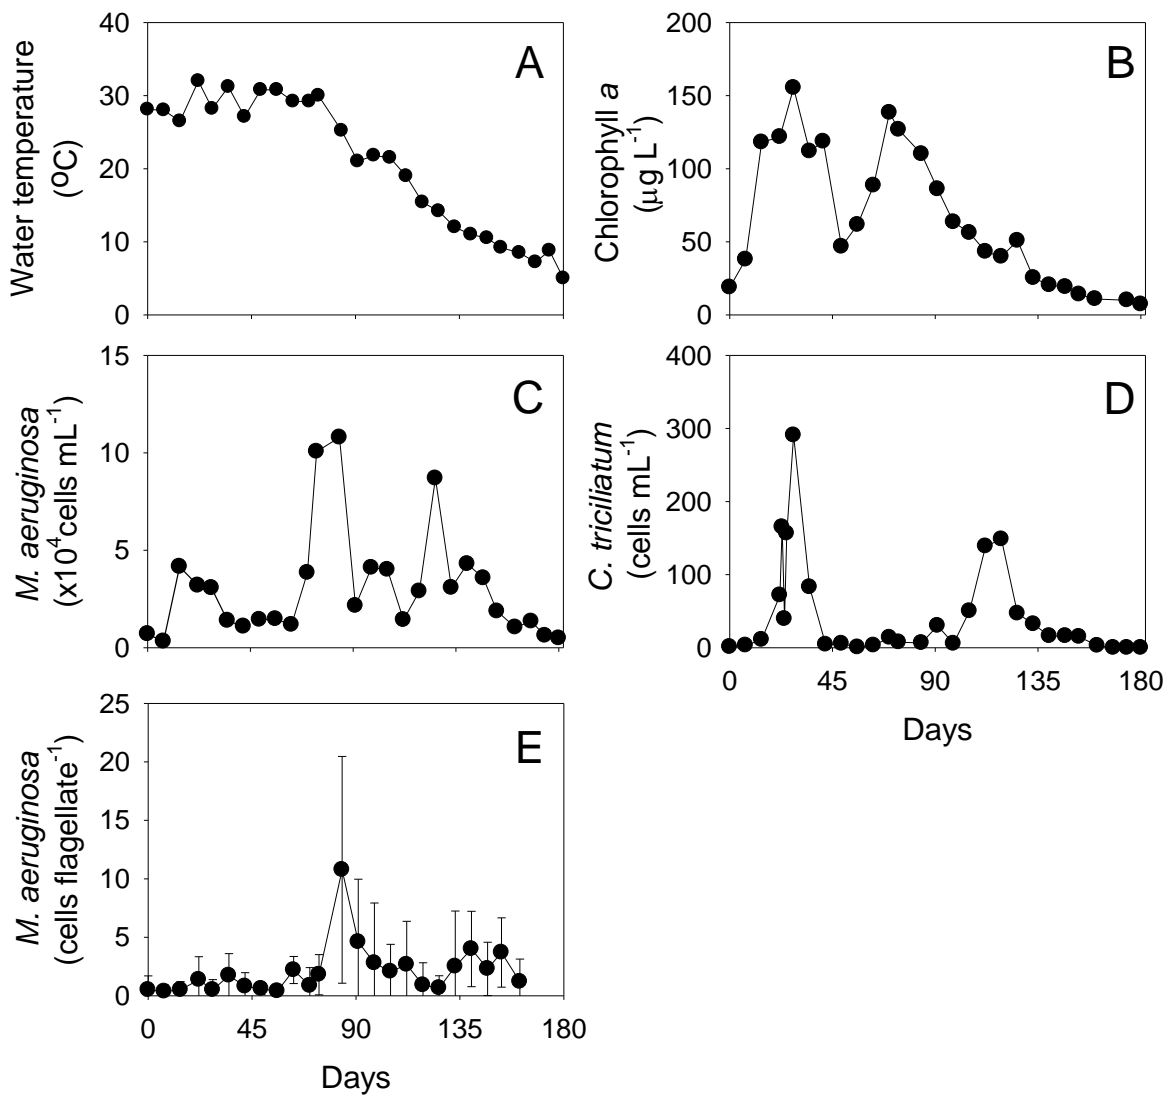 A
Water temperature
(ºC)
40
30
20
10
0
B
Chlorophyll a
(μg L⁻¹)
200
150
100
50
0
C
M. aeruginosa
(x10⁴cells mL⁻¹)
15
10
5
0
D
C. triciliatum
(cells mL⁻¹)
400
300
200
100
0
0 45 90 135 180
Days
E
M. aeruginosa
(cells flagellate⁻¹)
25
20
15
10
5
0
0 45 90 135 180
Days